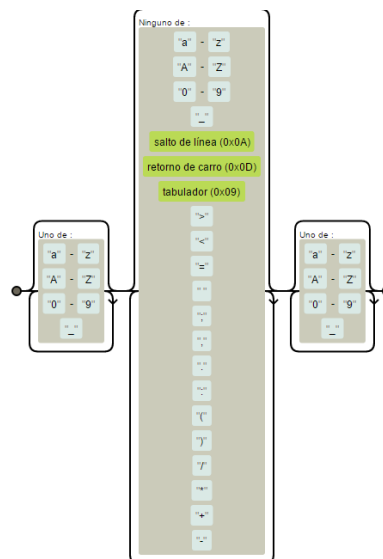 Ninguno de :
"a" - "z"
"A" - "Z"
"0" - "9"
"_"
salto de línea (0x0A)
retorno de carro (0x0D)
tabulador (0x09)
">"
"<"
"="
" "
"("
")"
"/"
"*"
"+"
"-"
Uno de :
"a" - "z"
"A" - "Z"
"0" - "9"
"_"
Uno de :
"a" - "z"
"A" - "Z"
"0" - "9"
"_"